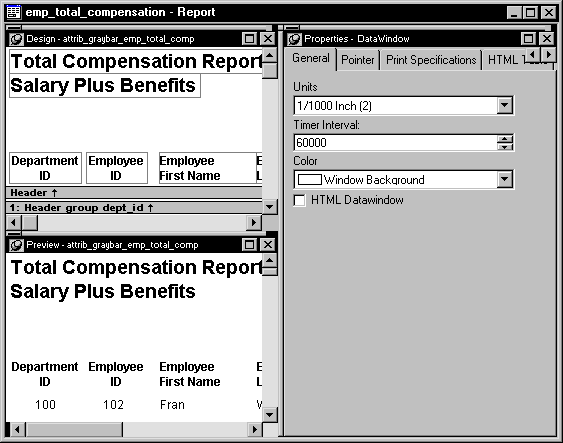 emp_total_compensation - Report
Design - attrib_graybar_emp_total_comp
Total Compensation Report
Salary Plus Benefits
Department Employee Employee
ID ID First Name L
Header ↑
1: Header group dept_id ↑
Preview - attrib_graybar_emp_total_comp
Total Compensation Report
Salary Plus Benefits
Department Employee Employee
ID ID First Name L
100 102 Fran
Properties - DataWindow
General Pointer Print Specifications HTML
Units
1/1000 Inch (2)
Timer Interval:
60000
Color
Window Background
HTML Datawindow